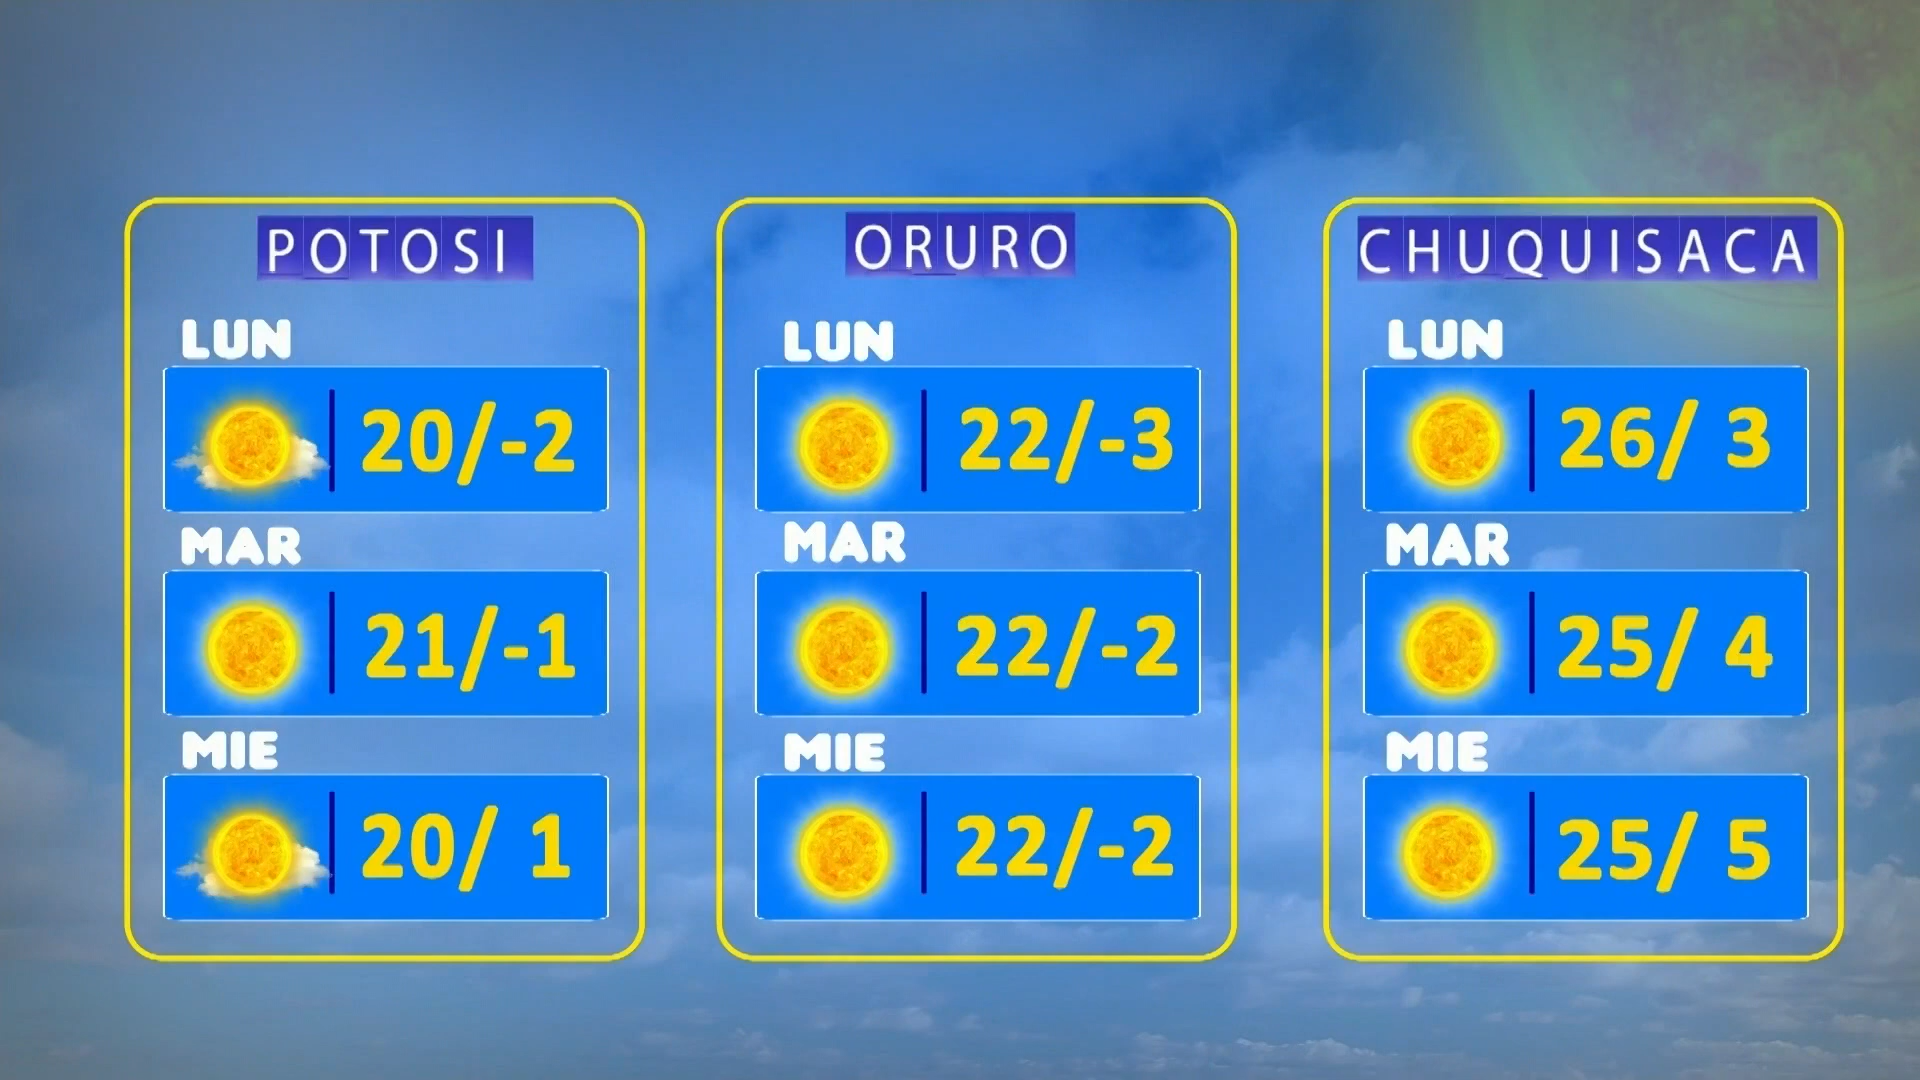 POTOSI
LUN
20/-2
MAR
21/-1
MIE
20/ 1
ORURO
LUN
22/-3
MAR
22/-2
MIE
22/-2
CHUQUISACA
LUN
26/ 3
MAR
25/ 4
MIE
25/ 5